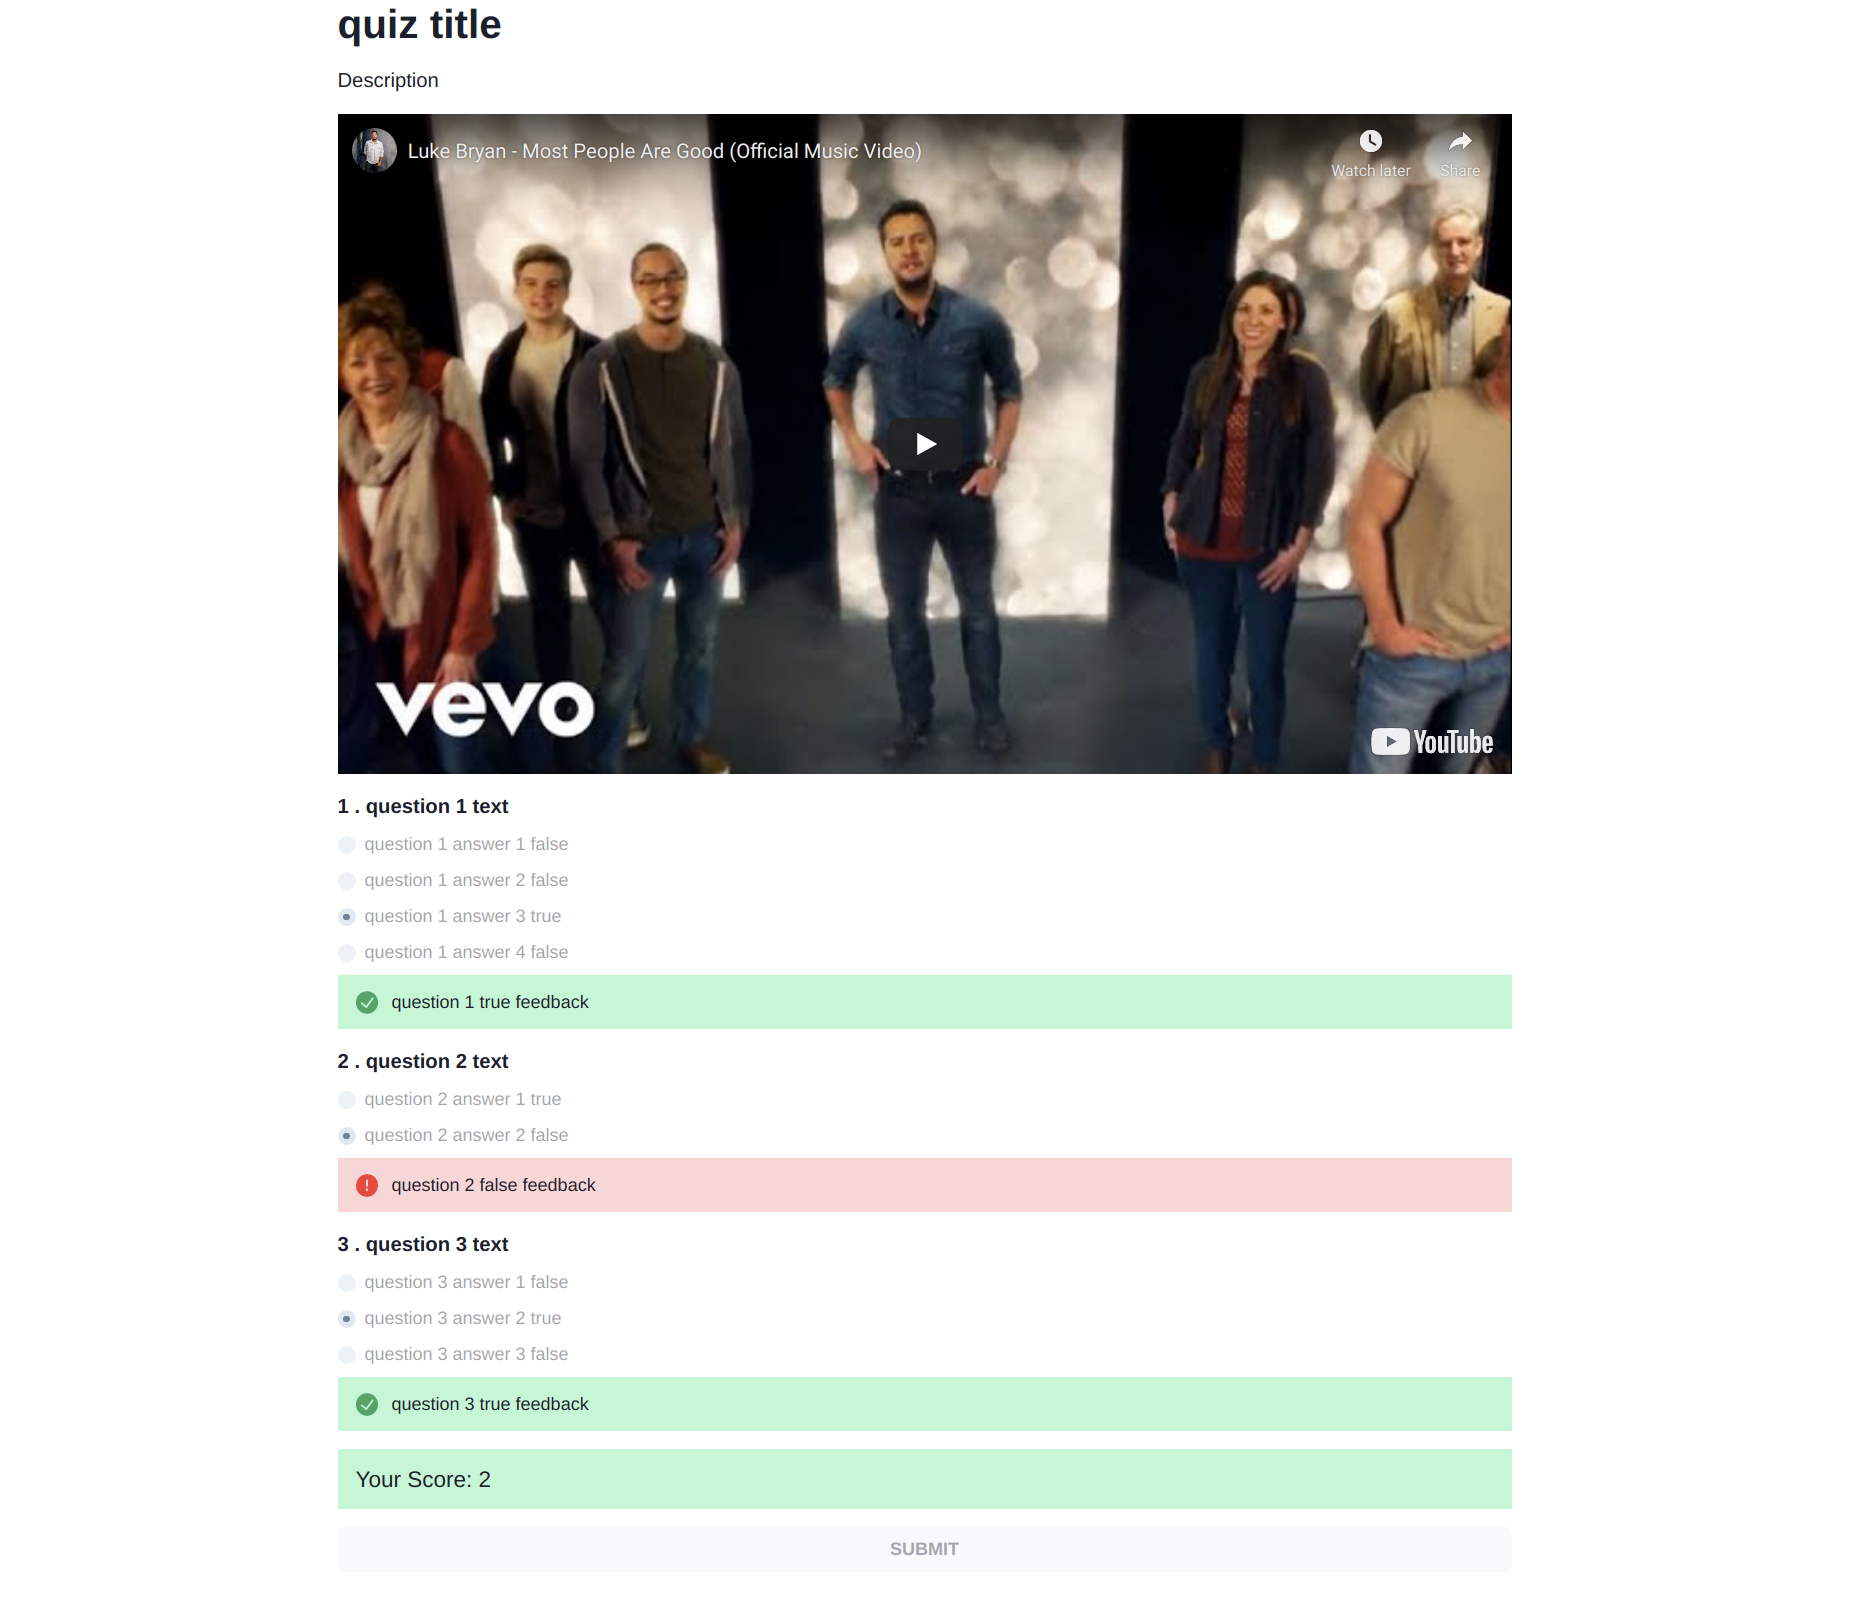 quiz title
Description
Luke Bryan - Most People Are Good (Official Music Video)
Watch later
Share
vevo
YouTube
1 . question 1 text
question 1 answer 1 false
question 1 answer 2 false
question 1 answer 3 true
question 1 answer 4 false
question 1 true feedback
2 . question 2 text
question 2 answer 1 true
question 2 answer 2 false
question 2 false feedback
3 . question 3 text
question 3 answer 1 false
question 3 answer 2 true
question 3 answer 3 false
question 3 true feedback
Your Score: 2
SUBMIT